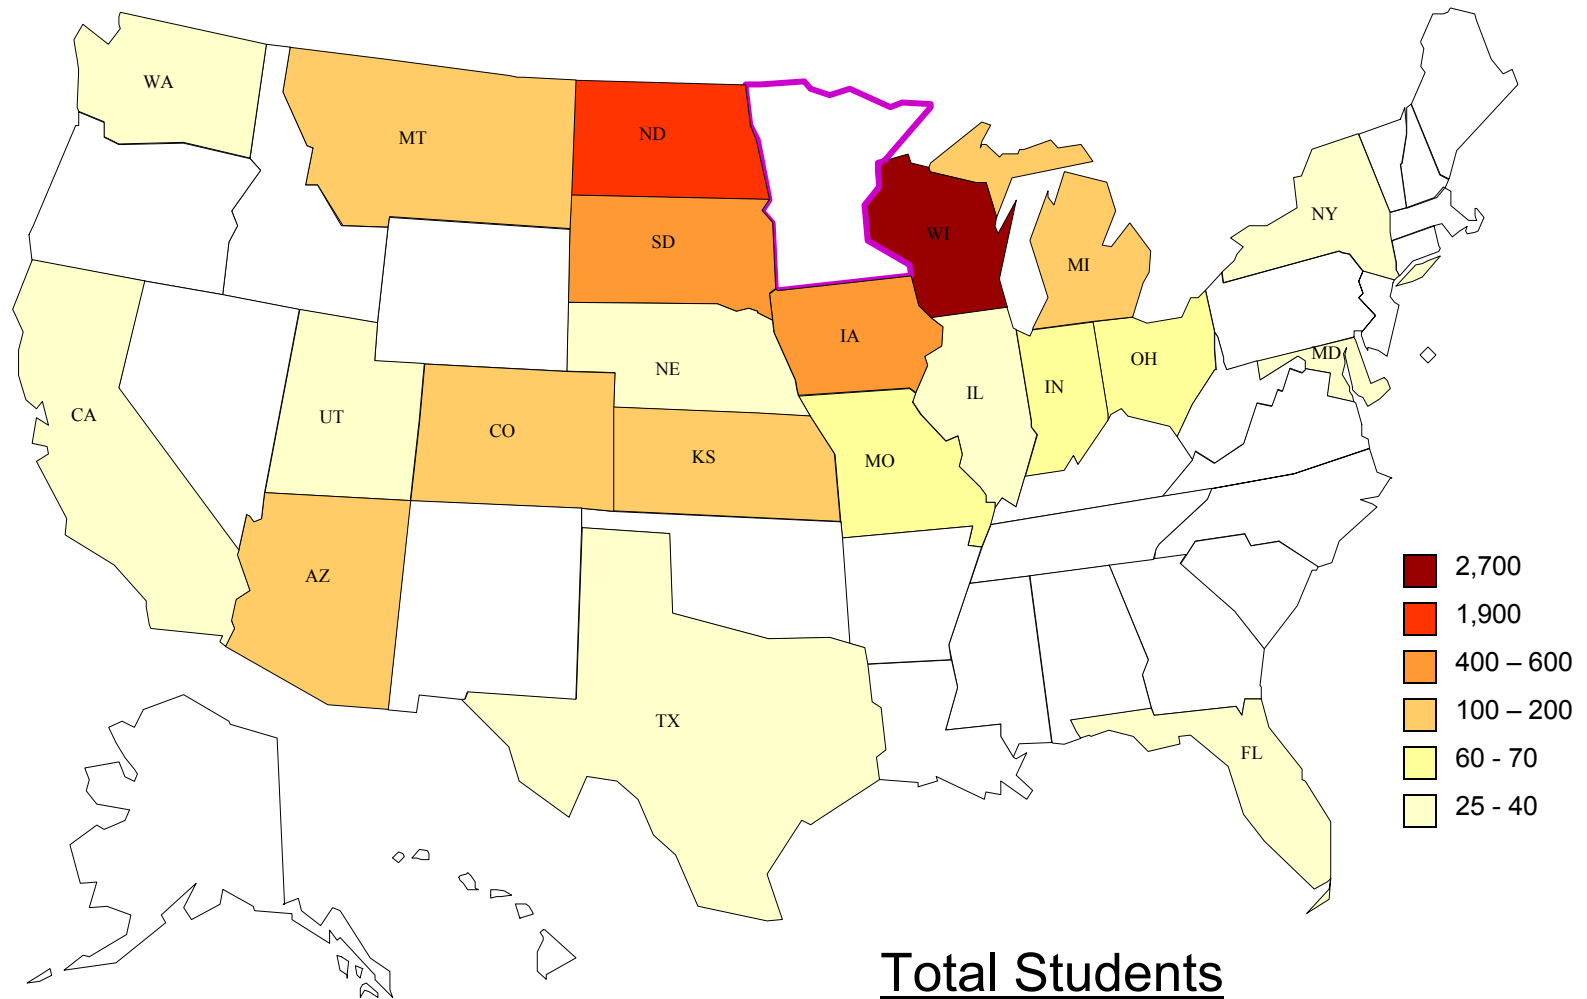 WA
MT
ND
SD
WI
MI
NY
IA
NE
IL
IN
OH
MD
CA
UT
CO
KS
MO
AZ
TX
FL
2,700
1,900
400 – 600
100 – 200
60 - 70
25 - 40
Total Students